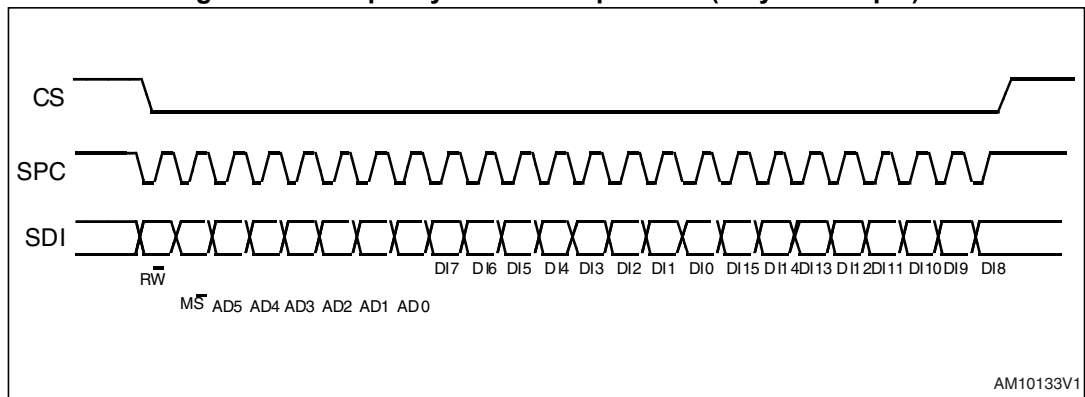 CS
SPC
SDI
RW
DI7 DI6 DI5 DI4 DI3 DI2 DI1 DI0 DI15 DI14 DI13 DI12 DI11 DI10 DI9 DI8
MS AD5 AD4 AD3 AD2 AD1 AD0
AM10133V1